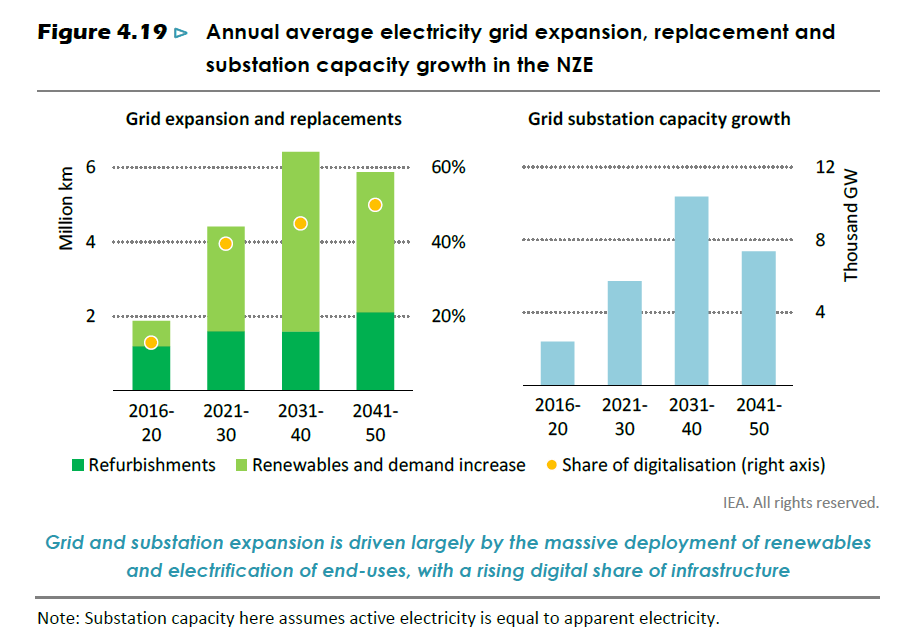 Figure 4.19 ⊳ Annual average electricity grid expansion, replacement and
substation capacity growth in the NZE
Grid expansion and replacements
Million km
6
4
2
60%
40%
20%
2016-
20
2021-
30
2031-
40
2041-
50
Grid substation capacity growth
12
8
4
Thousand GW
2016-
20
2021-
30
2031-
40
2041-
50
Refurbishments
Renewables and demand increase
Share of digitalisation (right axis)
IEA. All rights reserved.
Grid and substation expansion is driven largely by the massive deployment of renewables
and electrification of end-uses, with a rising digital share of infrastructure
Note: Substation capacity here assumes active electricity is equal to apparent electricity.